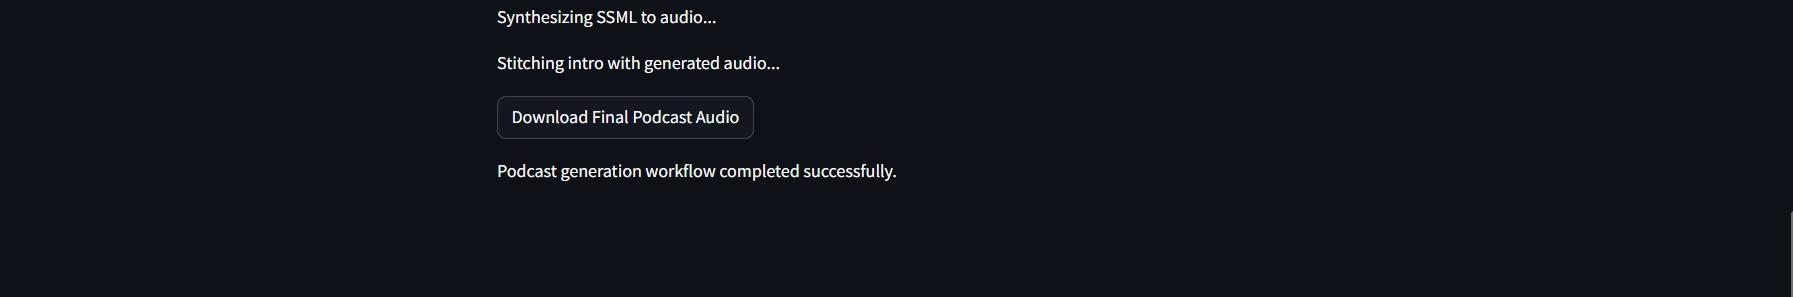 Synthesizing SSML to audio...
Stitching intro with generated audio...
Download Final Podcast Audio
Podcast generation workflow completed successfully.